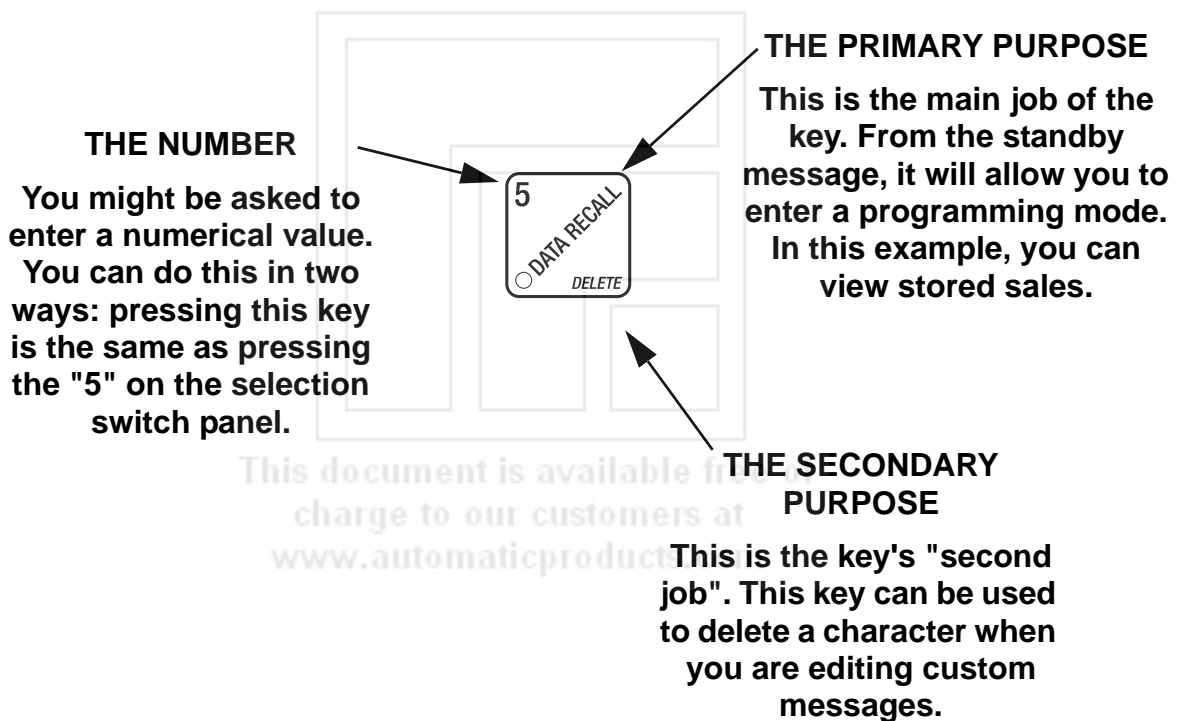 THE PRIMARY PURPOSE
This is the main job of the
key. From the standby
message, it will allow you to
enter a programming mode.
In this example, you can
view stored sales.
THE NUMBER
You might be asked to
enter a numerical value.
You can do this in two
ways: pressing this key
is the same as pressing
the "5" on the selection
switch panel.
5
DATA RECALL
DELETE
THE SECONDARY
PURPOSE
This is the key's "second
job". This key can be used
to delete a character when
you are editing custom
messages.
This document is available free of
charge to our customers at
www.automaticproducts